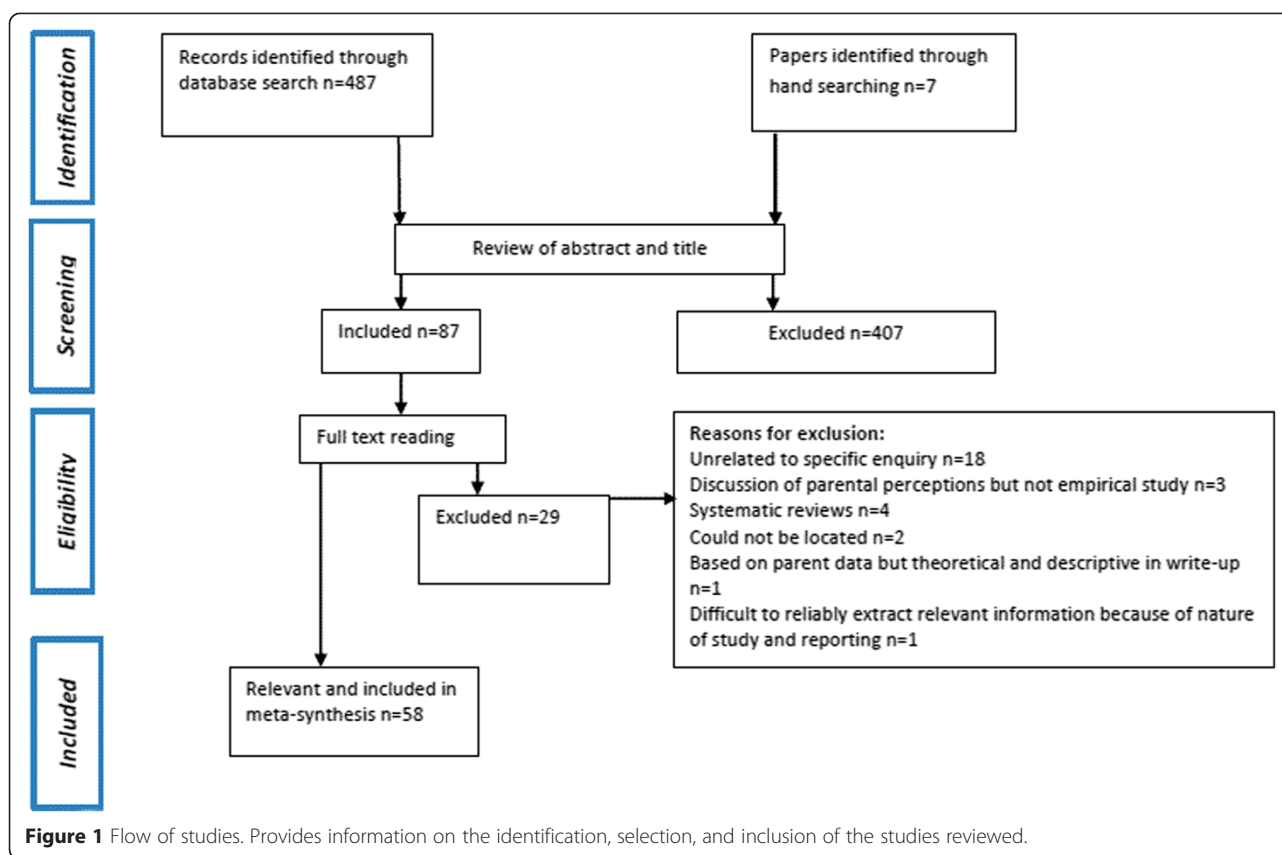 Identification
Records identified through
database search n=487
Papers identified through
hand searching n=7
Screening
Review of abstract and title
Included n=87
Excluded n=407
Eligibility
Full text reading
Excluded n=29
Reasons for exclusion:
Unrelated to specific enquiry n=18
Discussion of parental perceptions but not empirical study n=3
Systematic reviews n=4
Could not be located n=2
Based on parent data but theoretical and descriptive in write-up
n=1
Difficult to reliably extract relevant information because of nature
of study and reporting n=1
Included
Relevant and included in
meta-synthesis n=58
Figure 1 Flow of studies. Provides information on the identification, selection, and inclusion of the studies reviewed.